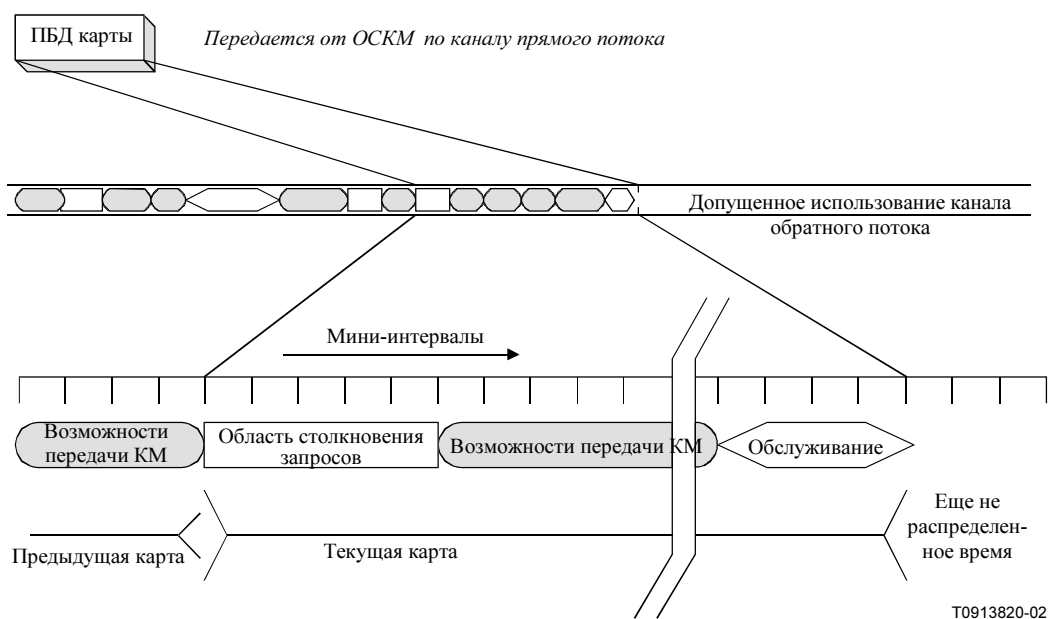 ПБД карты
Передается от ОСКМ по каналу прямого потока
Допущенное использование канала
обратного потока
Мини-интервалы
Возможности
передачи КМ
Область столкновения
запросов
Возможности передачи КМ
Обслуживание
Предыдущая карта
Текущая карта
Еще не
распределен-
ное время
T0913820-02